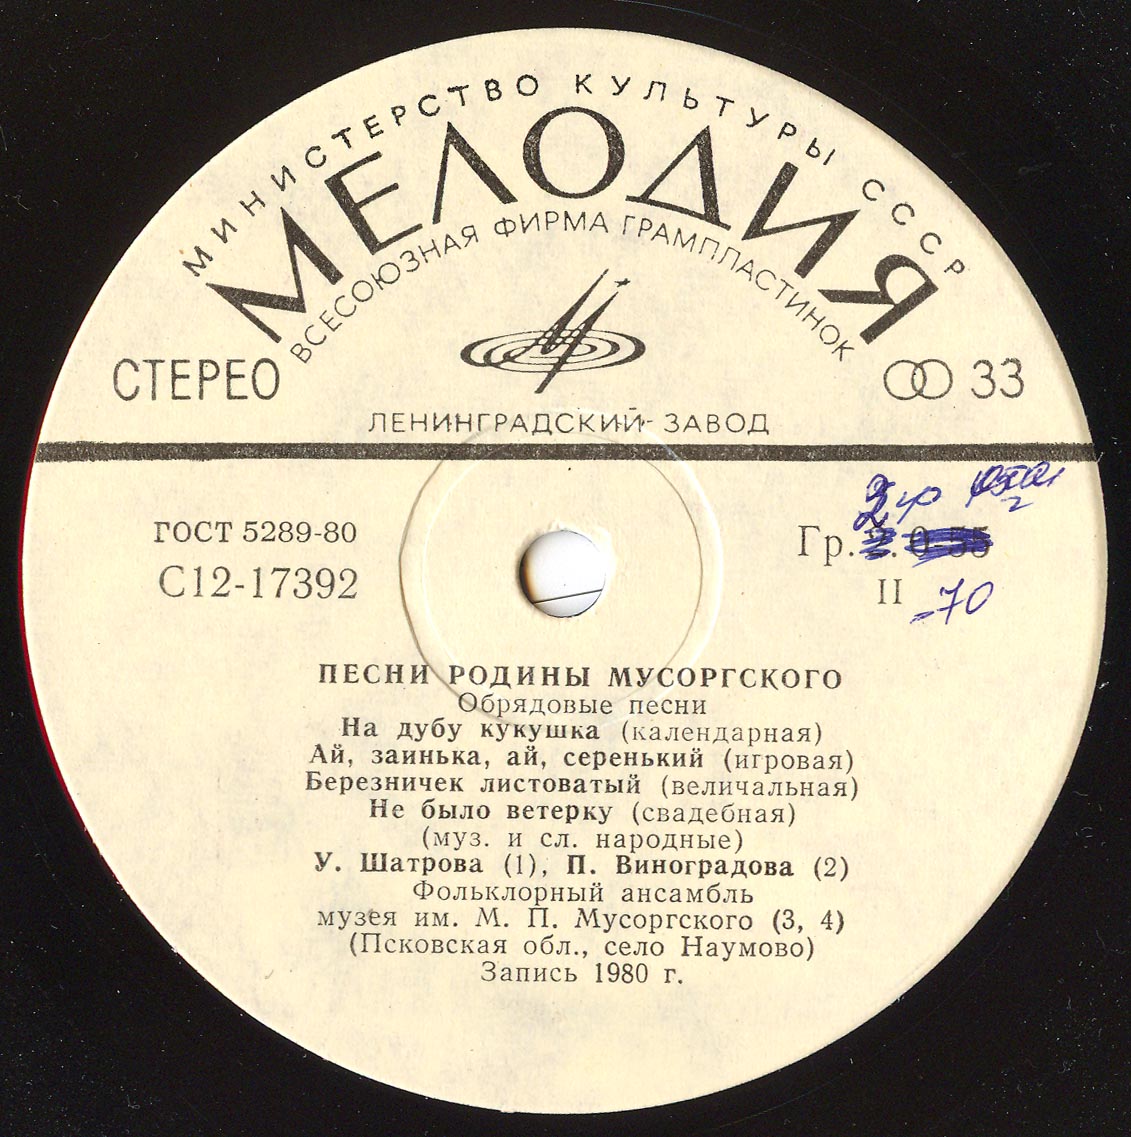 МИНИСТЕРСТВО КУЛЬТУРЫ СССР
МЕЛОДИЯ
ВСЕСОЮЗНАЯ ФИРМА ГРАМПЛАСТИНОК
СТЕРЕО
33
ЛЕНИНГРАДСКИЙ ЗАВОД
ГОСТ 5289-80
Гр.
С12-17392
II
-70
ПЕСНИ РОДИНЫ МУСОРГСКОГО
Обрядовые песни
На дубу кукушка (календарная)
Ай, заинька, ай, серенький (игровая)
Березничек листоватый (величальная)
Не было ветерку (свадебная)
(муз. и сл. народные)
У. Шатрова (1), П. Виноградова (2)
Фольклорный ансамбль
музея им. М. П. Мусоргского (3, 4)
(Псковская обл., село Наумово)
Запись 1980 г.